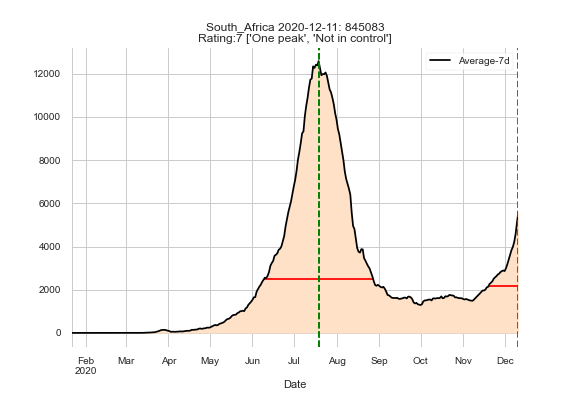 South_Africa 2020-12-11: 845083
Rating:7 ['One peak', 'Not in control']
Average-7d
12000
10000
8000
6000
4000
2000
0
Feb Mar Apr May Jun Jul Aug Sep Oct Nov Dec
2020
Date